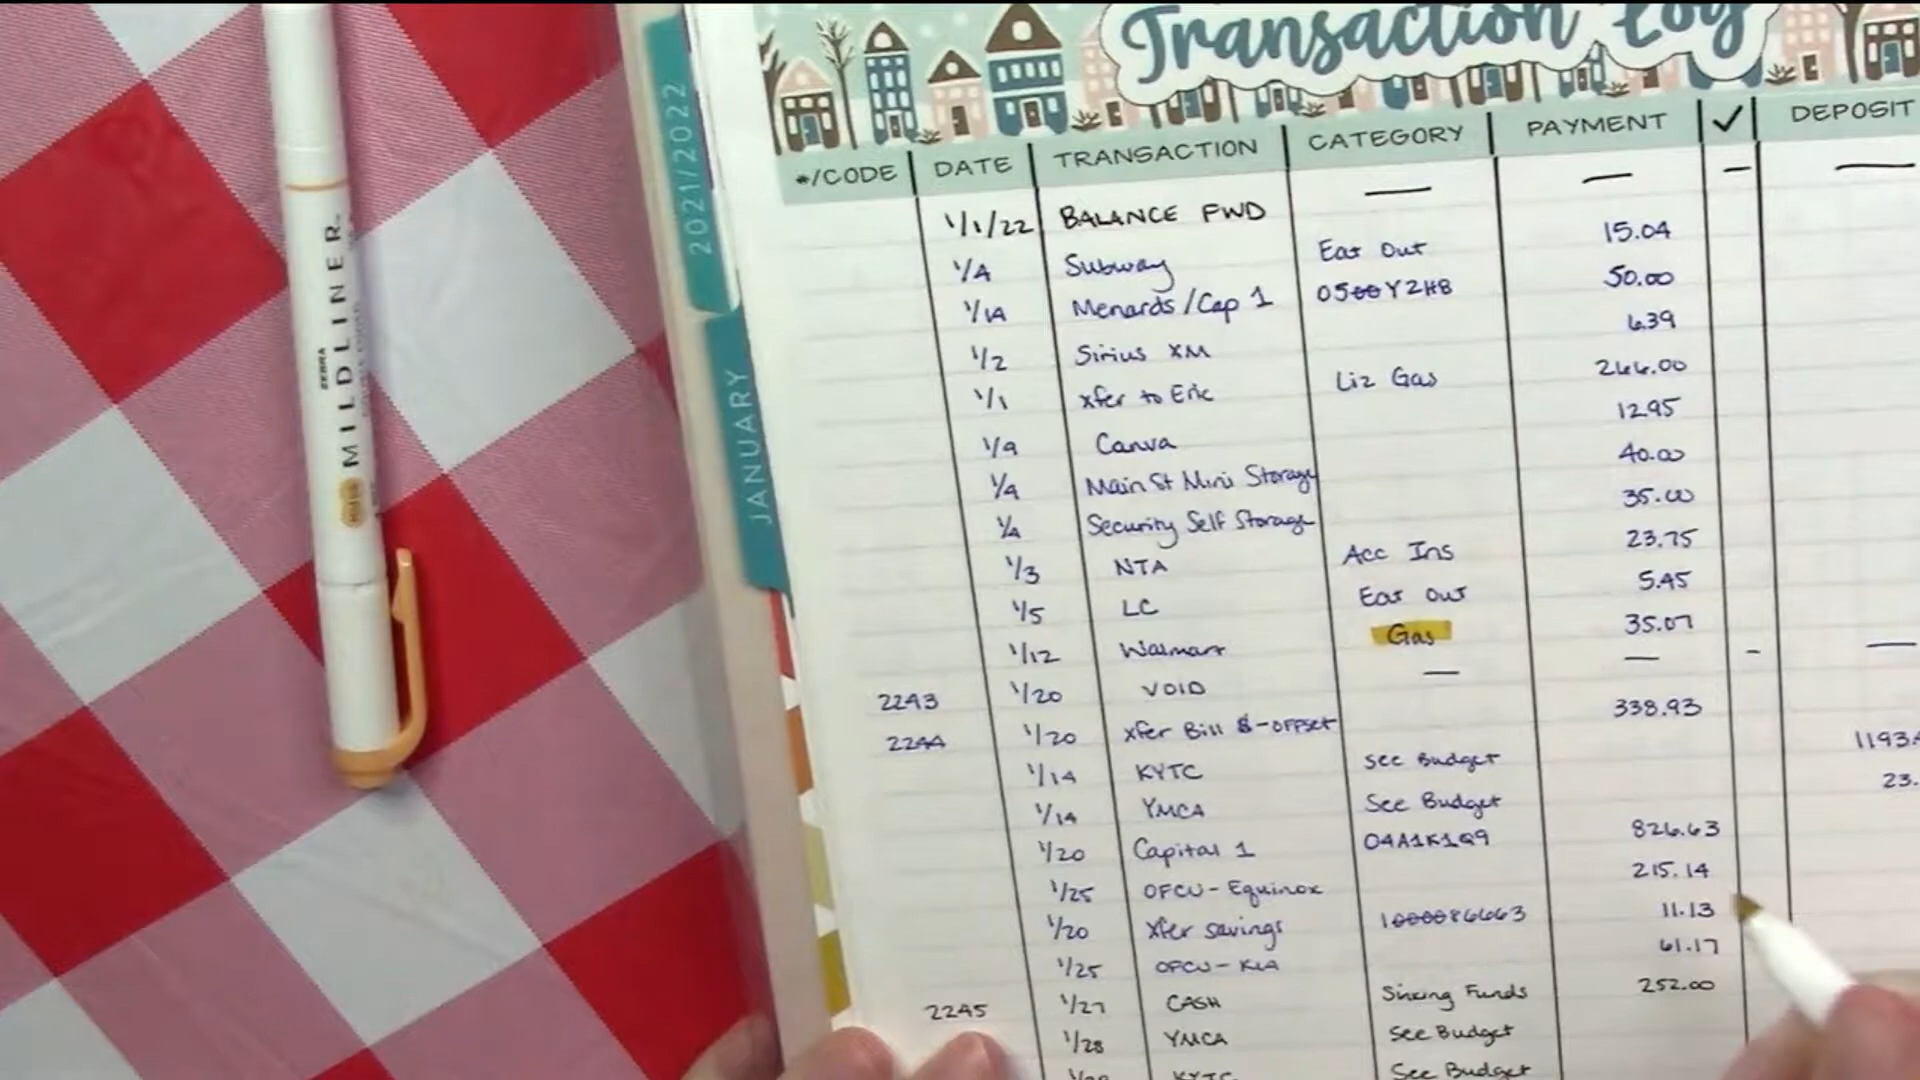 Transaction Log
#/CODE DATE TRANSACTION CATEGORY PAYMENT ✓ DEPOSIT
1/1/22 BALANCE FWD — — — —
1/4 Subway Eat Out 15.04
1/14 Menards/Cap 1 0500Y2H8 50.00
1/2 Sirius XM 6.39
1/1 xfer to Eric Liz Gas 266.00
1/9 Canva 12.95
1/4 Main St Mini Storage 40.00
1/4 Security Self Storage 35.00
1/3 NTA Acc Ins 23.75
1/5 LC Eat Out 5.45
1/12 Walmart Gas 35.07
2243 1/20 VOID — — - —
2244 1/20 xfer Bill $-offset 338.93
1/14 KYTC See Budget 1193.
1/14 YMCA See Budget 23.
1/20 Capital 1 04A1K1Q9 826.63
1/25 OFCU-Equinox 215.14
1/20 xfer savings 1000086663 11.13
1/25 OFCU-KIA 61.17
2245 1/27 CASH Sinking Funds 252.00
1/28 YMCA See Budget
KYTC See Budget
2021/2022
JANUARY
ZEBRA
MILDLINER